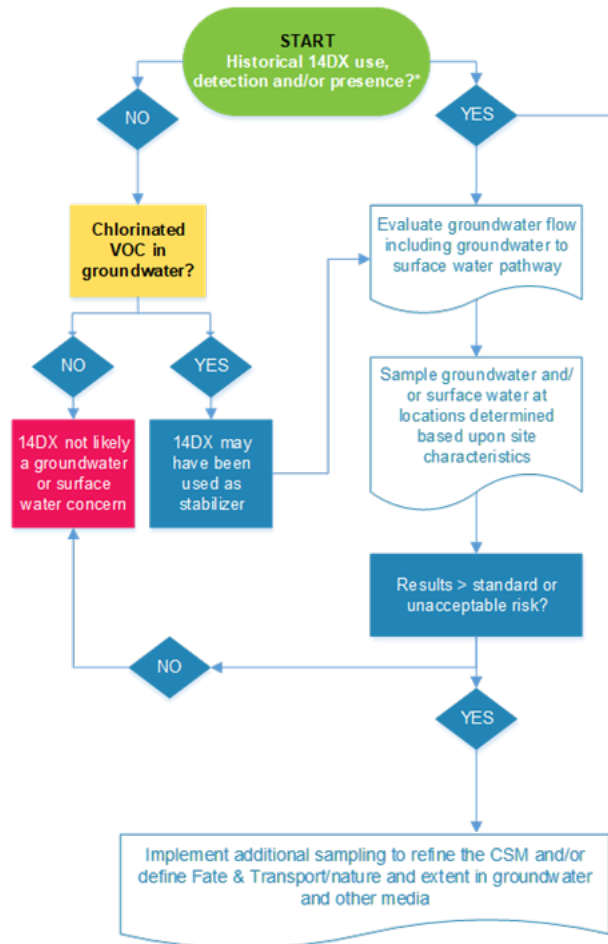 START
Historical 14DX use,
detection and/or presence?*
NO
YES
Chlorinated
VOC in
groundwater?
Evaluate groundwater flow
including groundwater to
surface water pathway
NO
YES
14DX not likely
a groundwater
or surface
water concern
14DX may
have been
used as
stabilizer
Sample groundwater and/
or surface water at
locations determined
based upon site
characteristics
Results > standard or
unacceptable risk?
NO
YES
Implement additional sampling to refine the CSM and/or
define Fate & Transport/nature and extent in groundwater
and other media